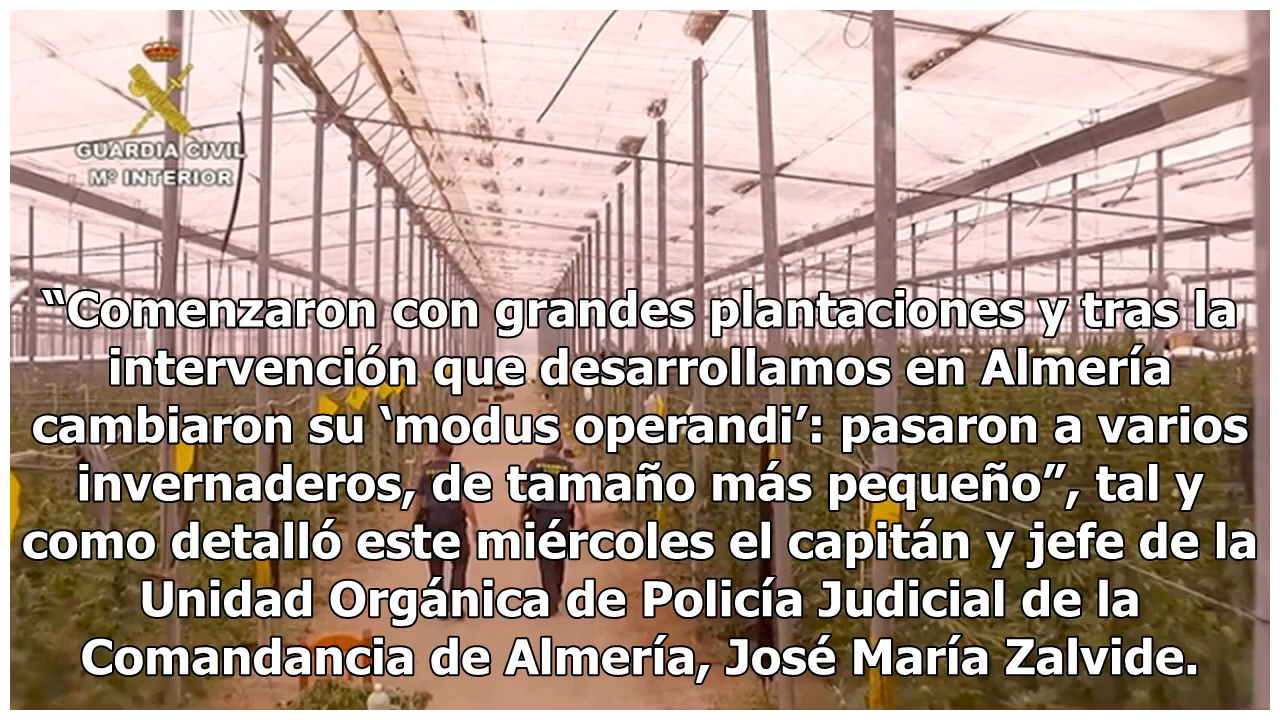 GUARDIA CIVIL
Mº INTERIOR
“Comenzaron con grandes plantaciones y tras la
intervención que desarrollamos en Almería
cambiaron su ‘modus operandi’: pasaron a varios
invernaderos, de tamaño más pequeño”, tal y
como detalló este miércoles el capitán y jefe de la
Unidad Orgánica de Policía Judicial de la
Comandancia de Almería, José María Zalvide.